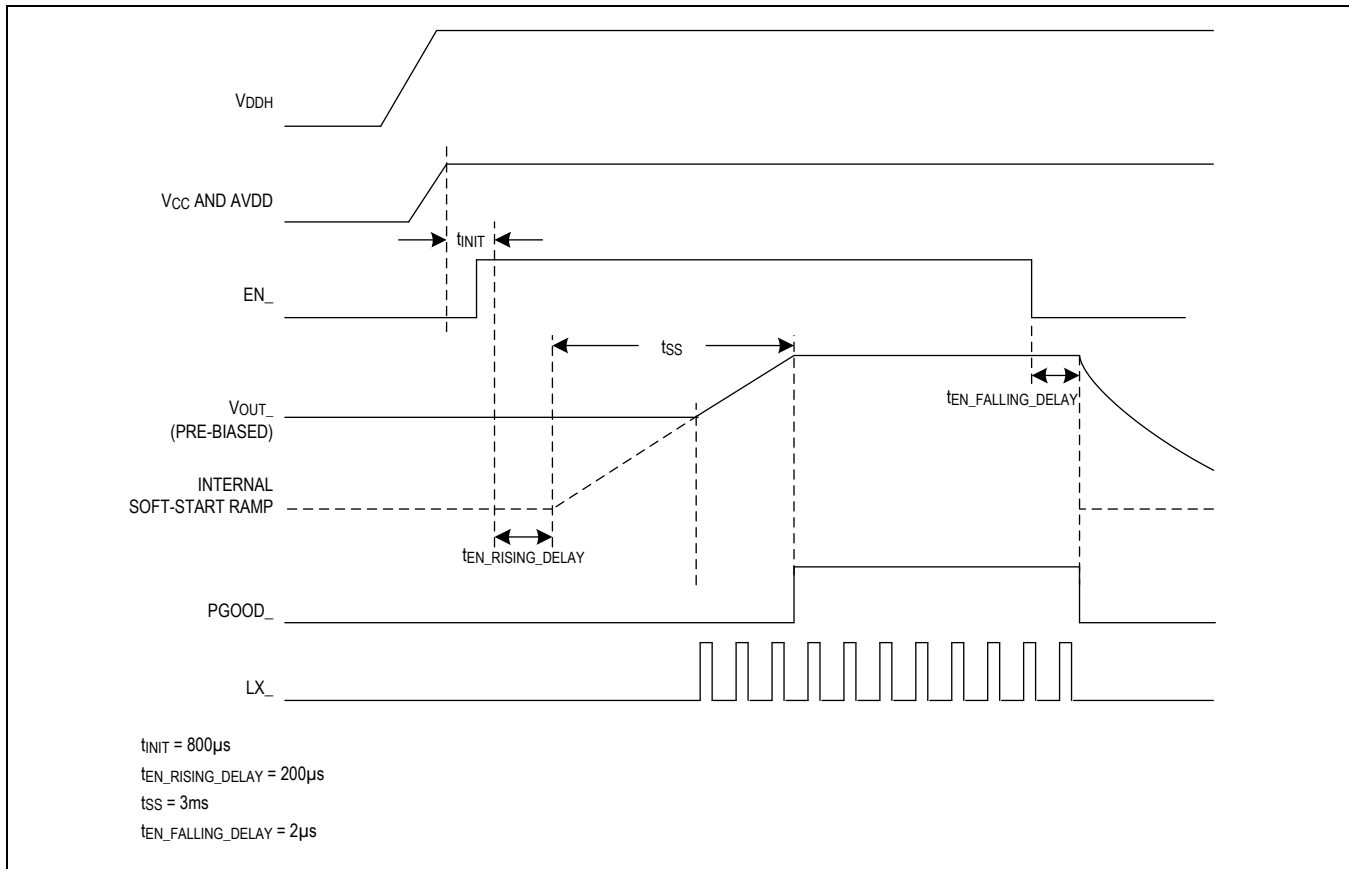 VDDH
VCC AND AVDD
tINIT
EN_
tSS
tEN_FALLING_DELAY
VOUT_
(PRE-BIASED)
INTERNAL
SOFT-START RAMP
tEN_RISING_DELAY
PGOOD_
LX_
tINIT = 800µs
tEN_RISING_DELAY = 200µs
tSS = 3ms
tEN_FALLING_DELAY = 2µs